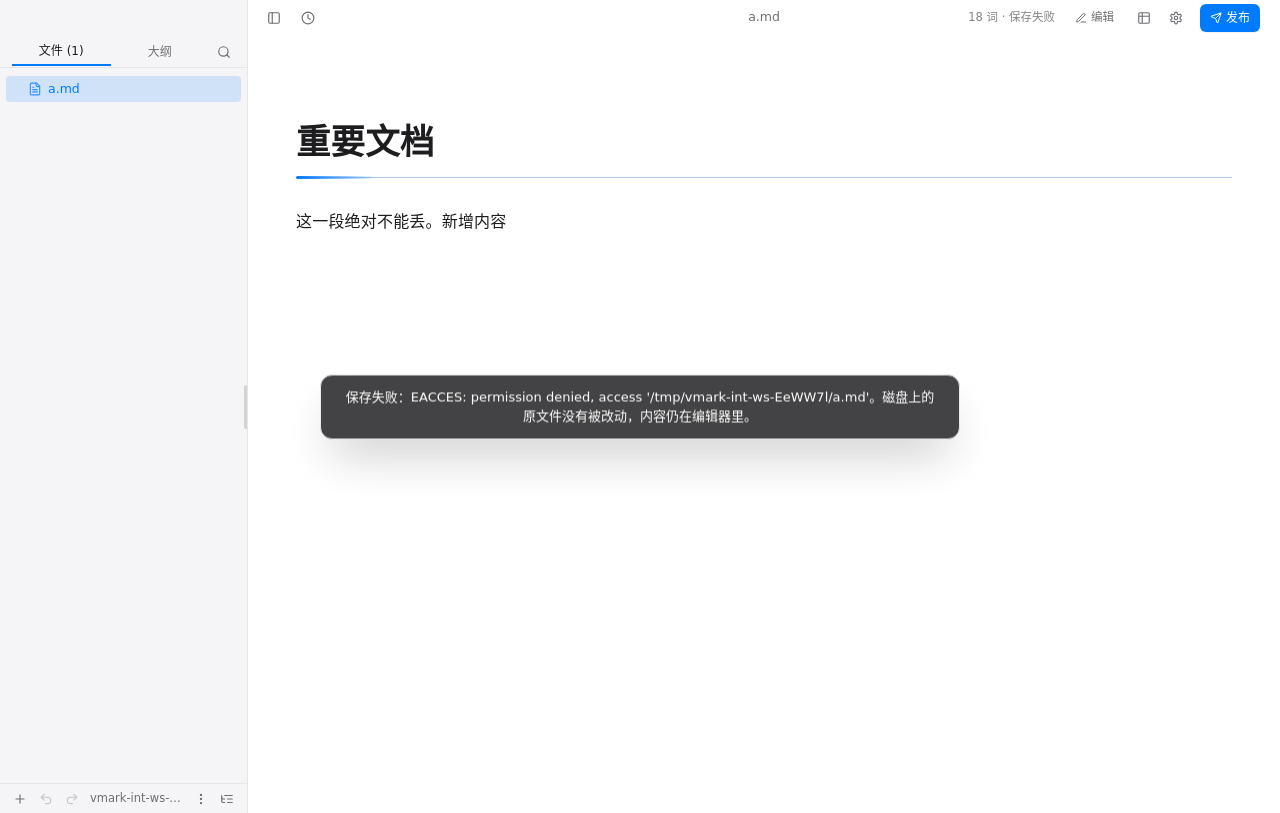 a.md
18 词 · 保存失败
编辑
发布
文件 (1)
大纲
a.md
重要文档
这一段绝对不能丢。新增内容
保存失败：EACCES: permission denied, access '/tmp/vmark-int-ws-EeWW7l/a.md'。磁盘上的
原文件没有被改动，内容仍在编辑器里。
vmark-int-ws-...